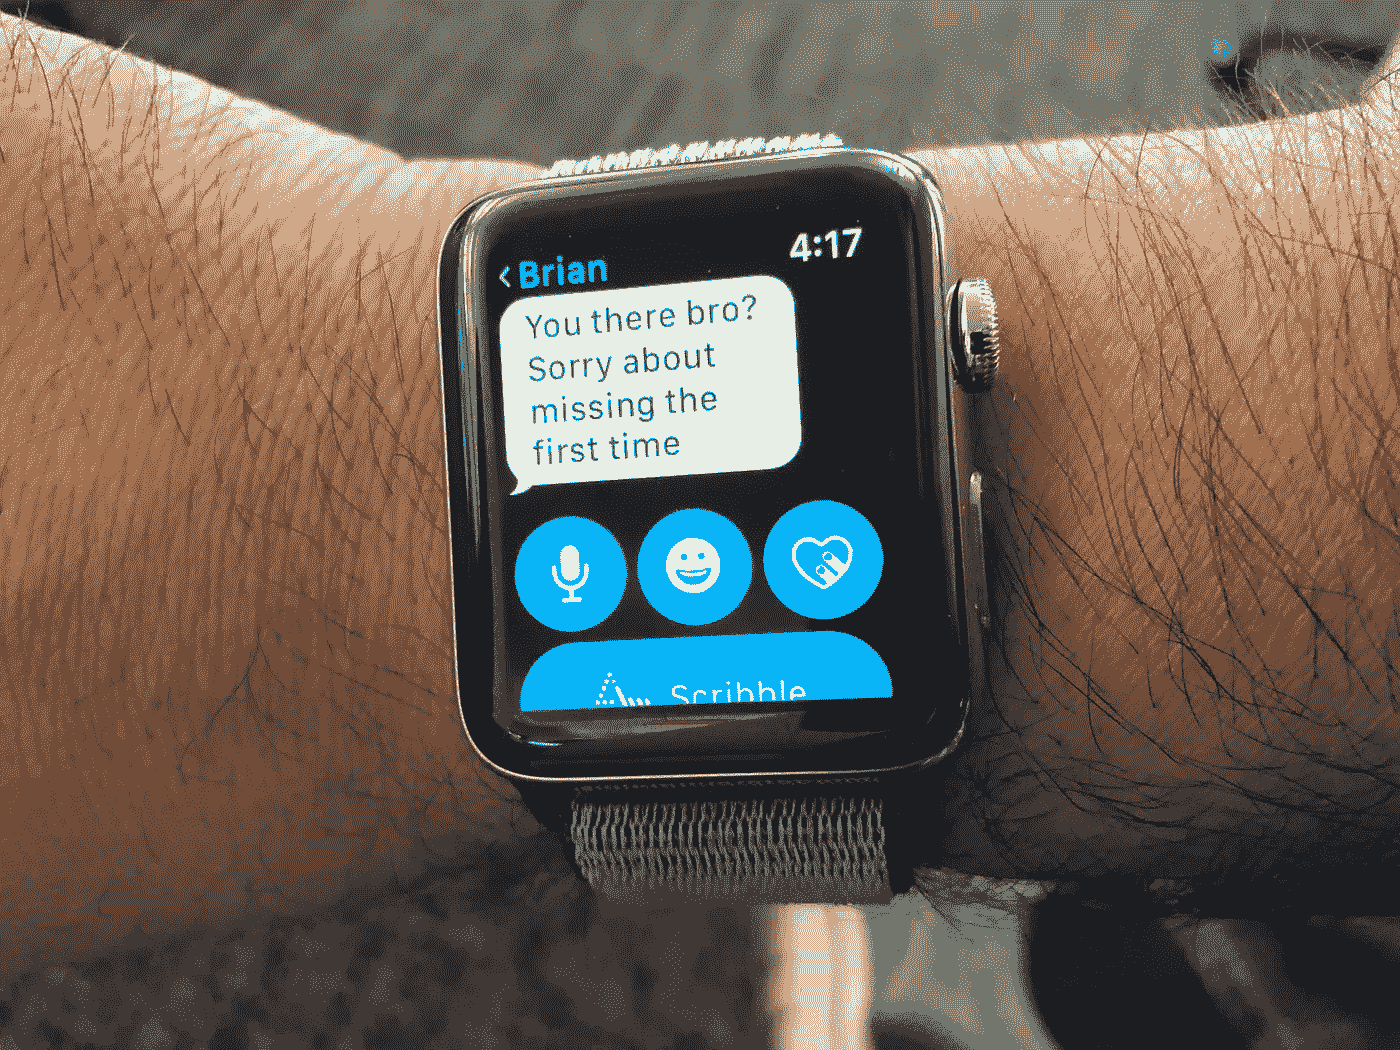 4:17
< Brian
You there bro?
Sorry about
missing the
first time
Scribble